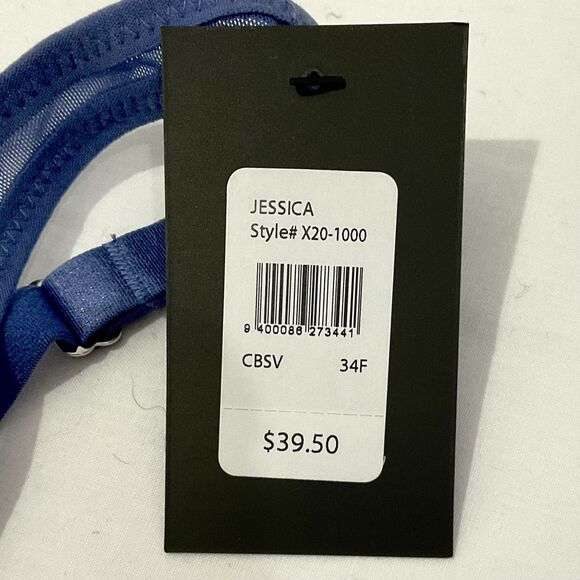 JESSICA
Style# X20-1000
9 400086 273441
CBSV 34F
$39.50